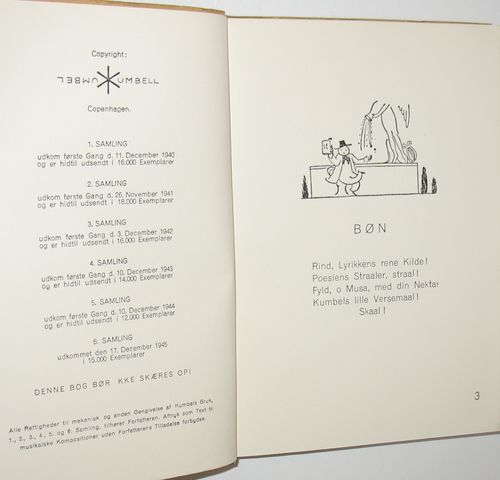 Copyright:
KUMBELL KUMBELL
Copenhagen.
1. SAMLING
udkom første Gang d. 11. December 1940
og er hidtil udsendt i 16.000 Exemplarer
2. SAMLING
udkom første Gang d. 26. November 1941
og er hidtil udsendt i 18.000 Exemplarer
3. SAMLING
udkom første Gang d. 3. December 1942
og er hidtil udsendt i 16.000 Exemplarer
4. SAMLING
udkom første Gang d. 10. December 1943
og er hidtil udsendt i 14.000 Exemplarer
5. SAMLING
udkom første Gang d. 10. December 1944
og er hidtil udsendt i 12.000 Exemplarer
6. SAMLING
udkommet den 17. December 1945
i 15.000 Exemplarer
DENNE BOG BØR KKE SKÆRES OP!
Alle Rettigheder til mekanisk og anden Gengivelse af Kumbels Gruk,
1., 2., 3., 4., 5. og 6. Samling, tilhører Forfatteren. Aftryk som Text til
musikalske Kompositioner uden Forfatterens Tilladelse forbydes.
BØN
Rind, Lyrikkens rene Kilde!
Poesiens Straaler, straal!
Fyld, o Musa, med din Nektar
Kumbels lille Versemaal!
Skaal!
3